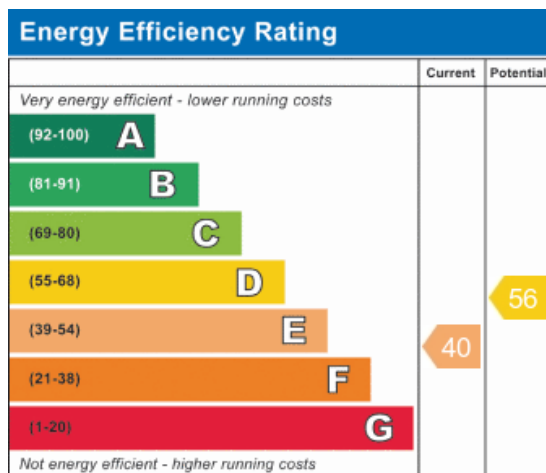 Energy Efficiency Rating
Current Potential
Very energy efficient - lower running costs
(92-100) A
(81-91) B
(69-80) C
(55-68) D
56
(39-54) E
40
(21-38) F
(1-20) G
Not energy efficient - higher running costs